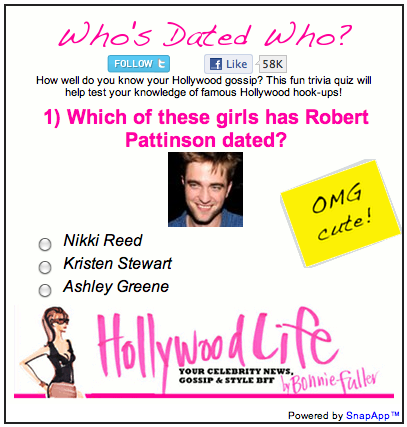 Who's Dated Who?
FOLLOW
Like
58K
How well do you know your Hollywood gossip? This fun trivia quiz will
help test your knowledge of famous Hollywood hook-ups!
1) Which of these girls has Robert
Pattinson dated?
OMG
cute!
Nikki Reed
Kristen Stewart
Ashley Greene
HollywoodLife
YOUR CELEBRITY NEWS,
GOSSIP & STYLE BFF
by Bonnie Fuller
Powered by SnapApp™